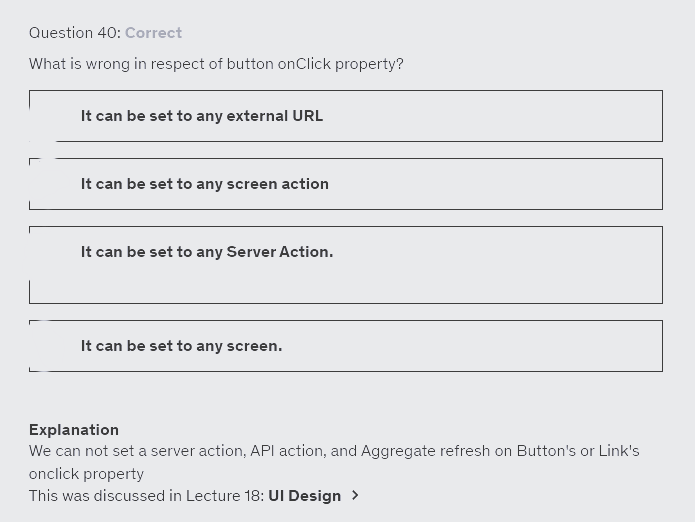 Question 40: Correct
What is wrong in respect of button onClick property?
It can be set to any external URL
It can be set to any screen action
It can be set to any Server Action.
It can be set to any screen.
Explanation
We can not set a server action, API action, and Aggregate refresh on Button's or Link's
onclick property
This was discussed in Lecture 18: UI Design >